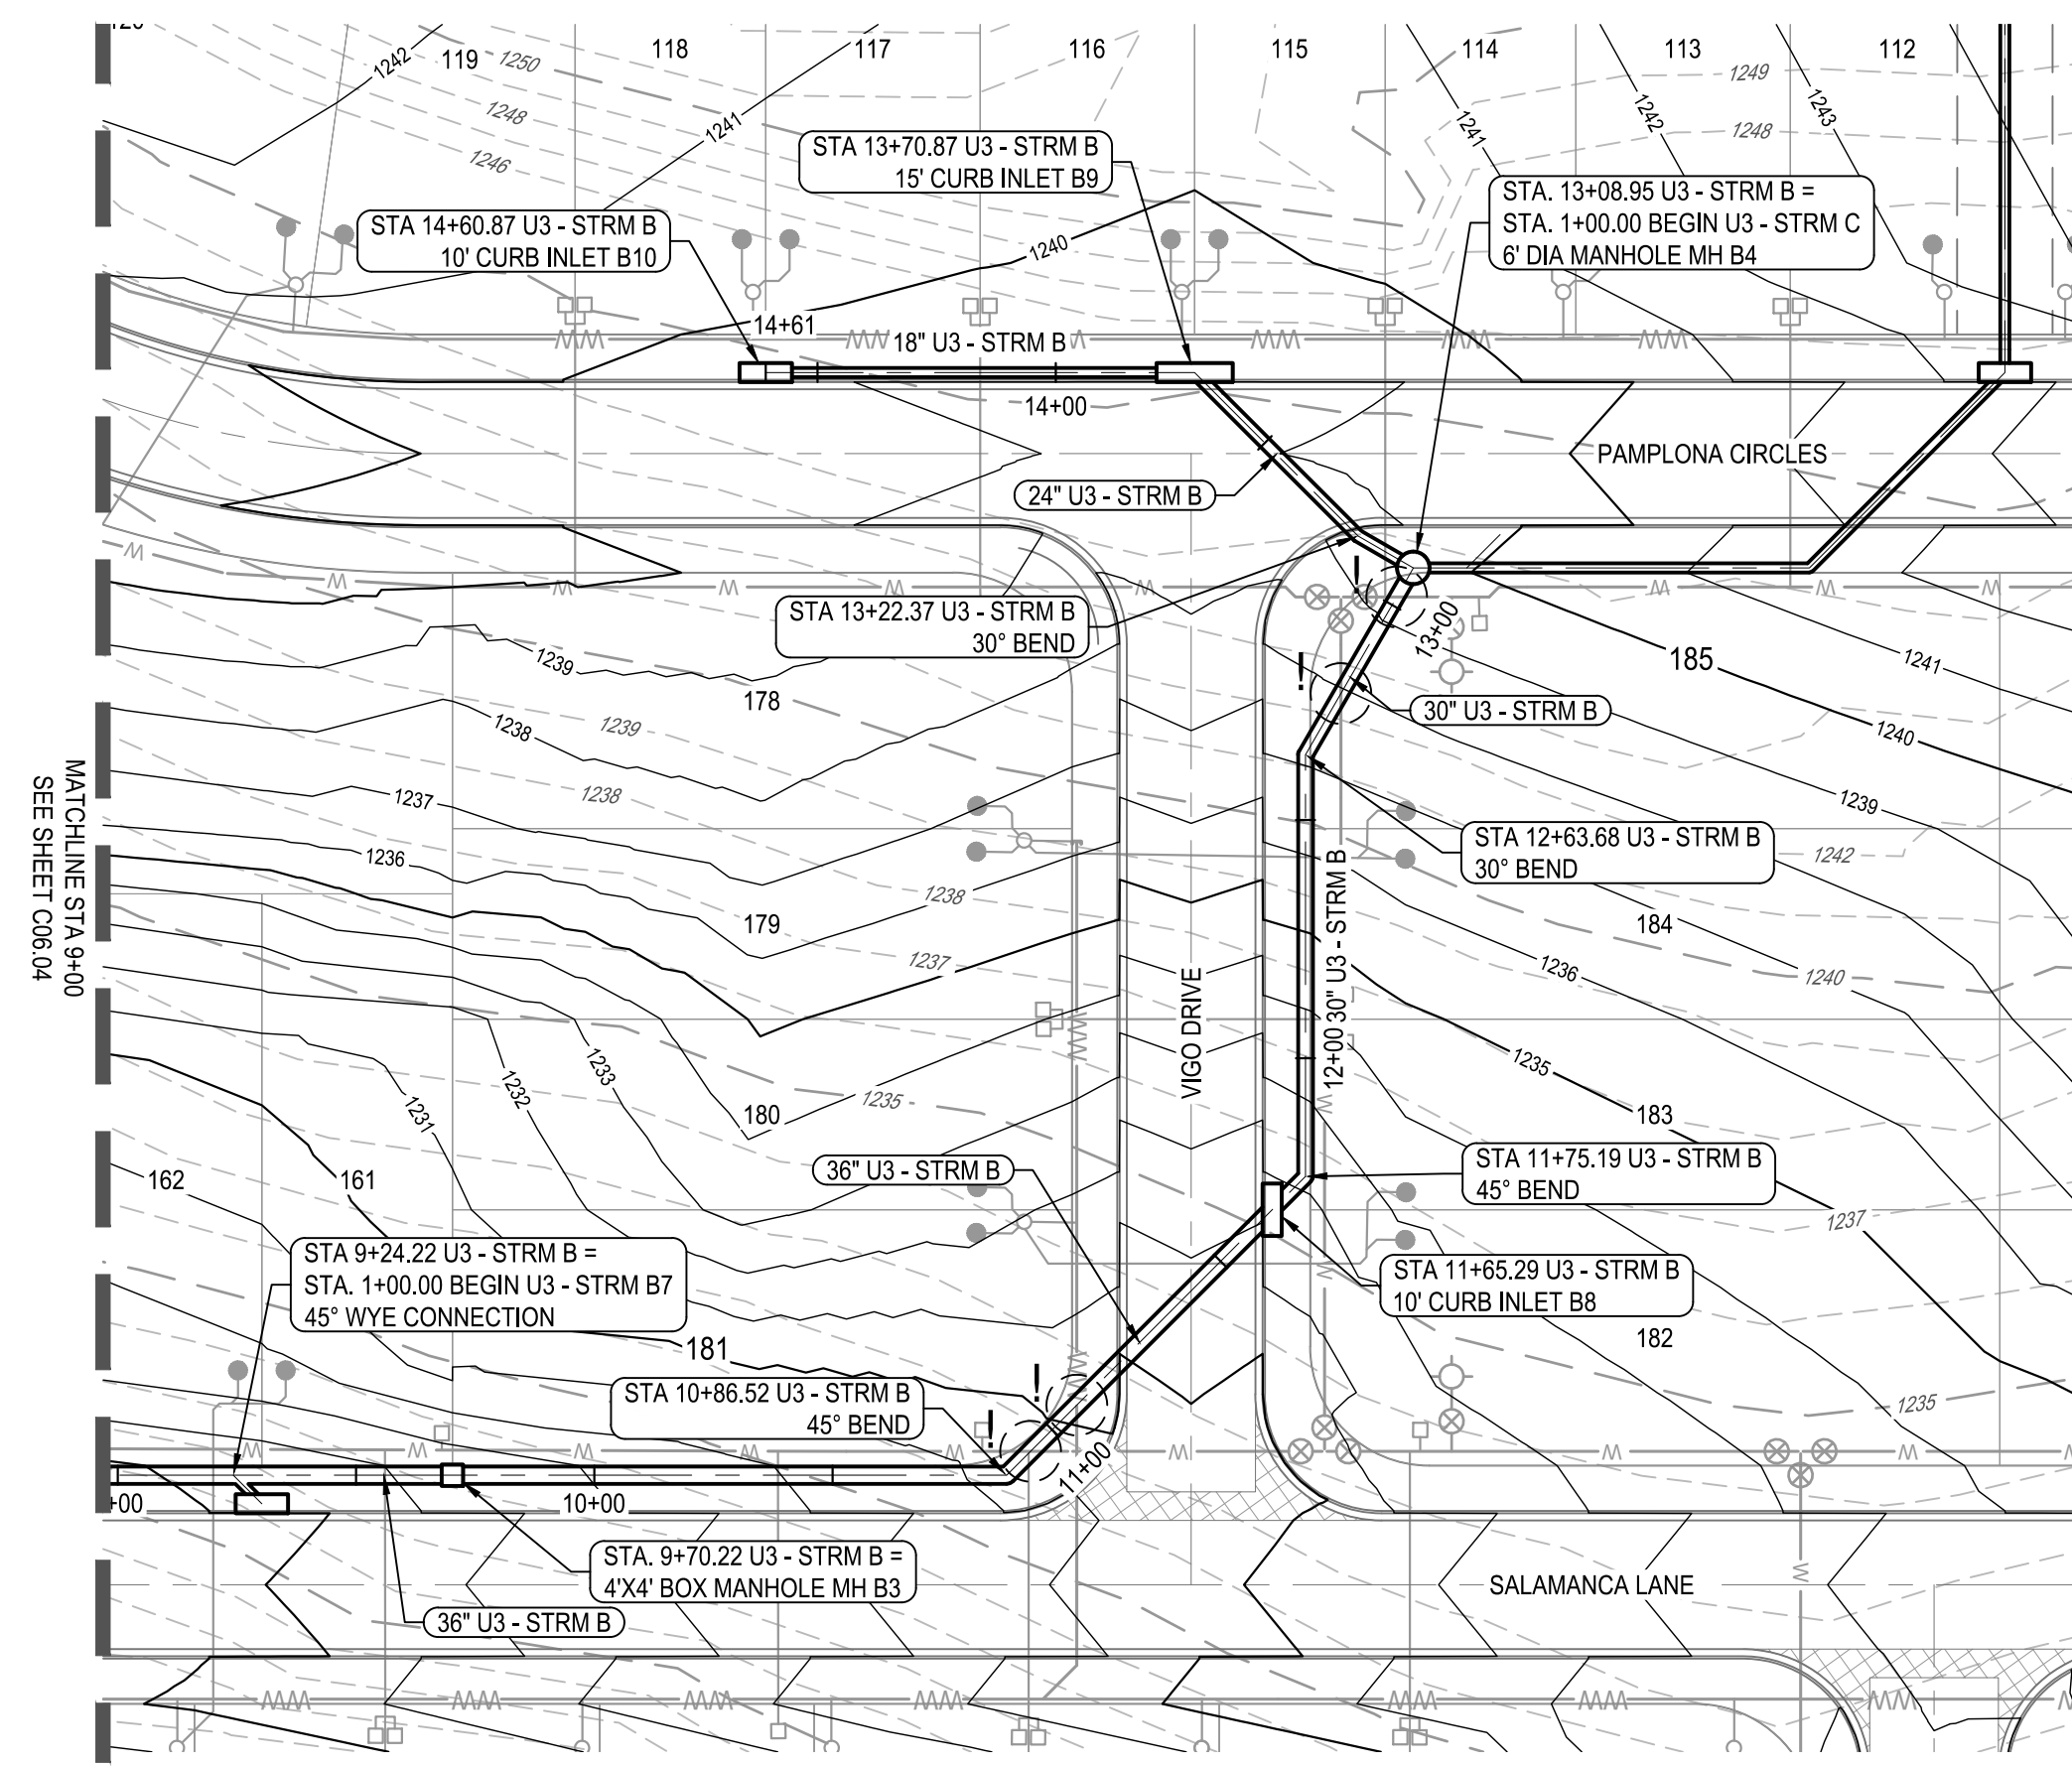 119
118
117
116
115
114
113
112
1242
1250
1248
1246
1241
1249
1248
1241
1242
1243
STA 13+70.87 U3 - STRM B
15' CURB INLET B9
STA 14+60.87 U3 - STRM B
10' CURB INLET B10
STA. 13+08.95 U3 - STRM B =
STA. 1+00.00 BEGIN U3 - STRM C
6' DIA MANHOLE MH B4
1240
14+61
18" U3 - STRM B
14+00
PAMPLONA CIRCLES
24" U3 - STRM B
STA 13+22.37 U3 - STRM B
30° BEND
!
13+00
!
185
1241
1239
178
30" U3 - STRM B
1238
1239
1240
1237
1238
1239
STA 12+63.68 U3 - STRM B
30° BEND
1236
1242
MATCHLINE STA 9+00
SEE SHEET C06.04
1238
179
184
1237
1236
1240
VIGO DRIVE
12+00
30" U3 - STRM B
1235
1233
1232
1231
180
1235
183
162
161
36" U3 - STRM B
STA 11+75.19 U3 - STRM B
45° BEND
1237
STA 9+24.22 U3 - STRM B =
STA. 1+00.00 BEGIN U3 - STRM B7
45° WYE CONNECTION
STA 11+65.29 U3 - STRM B
10' CURB INLET B8
181
182
STA 10+86.52 U3 - STRM B
45° BEND
!
!
1235
11+00
+00
10+00
STA. 9+70.22 U3 - STRM B =
4'X4' BOX MANHOLE MH B3
36" U3 - STRM B
SALAMANCA LANE